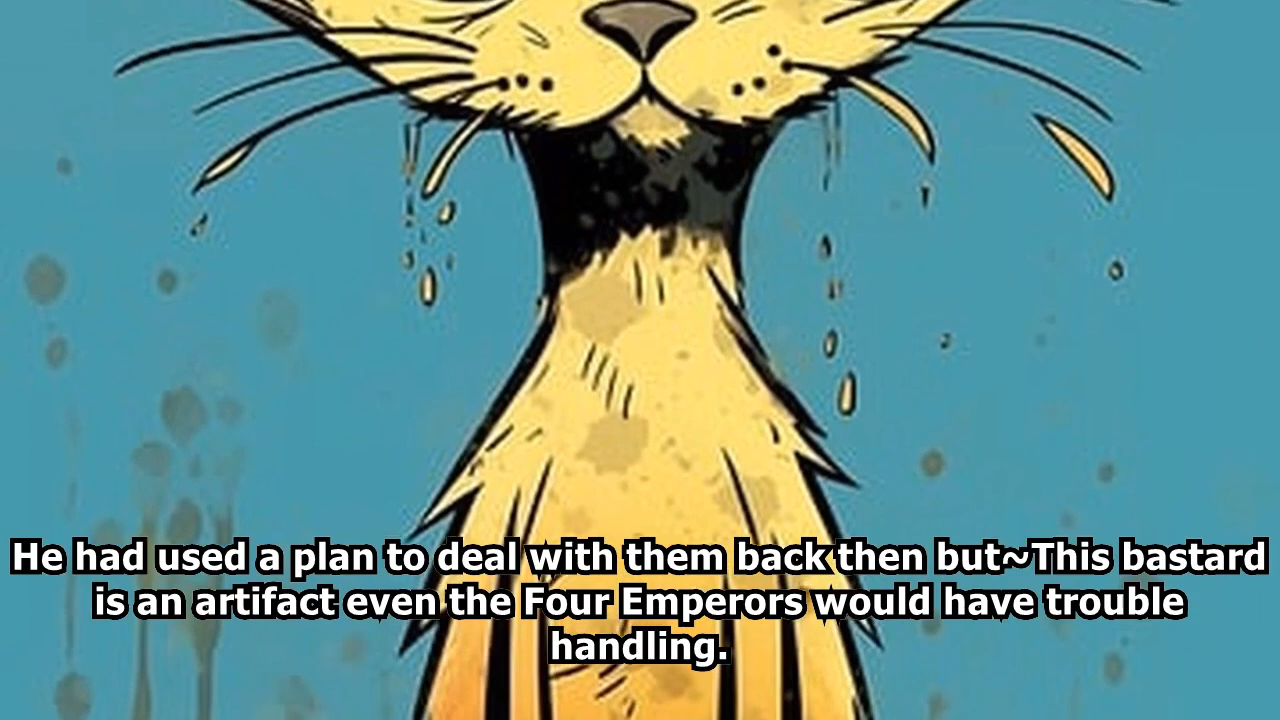 He had used a plan to deal with them back then but~This bastard
is an artifact even the Four Emperors would have trouble
handling.